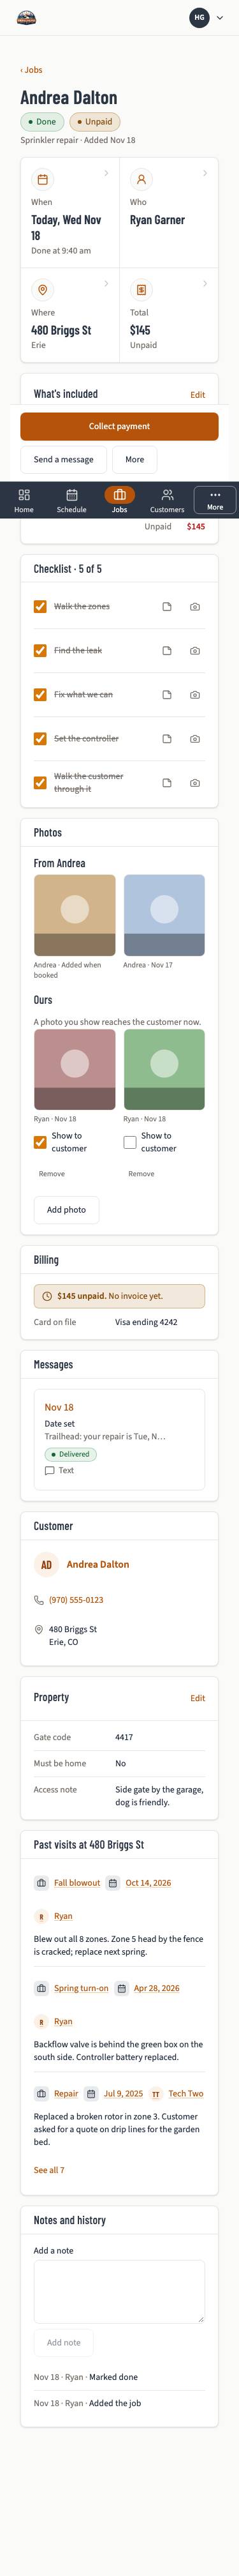 HG
‹ Jobs
Andrea Dalton
Done
Unpaid
Sprinkler repair · Added Nov 18
When
Today, Wed Nov
18
Done at 9:40 am
Who
Ryan Garner
Where
480 Briggs St
Erie
Total
$145
Unpaid
What's included
Edit
Collect payment
Send a message
More
Home
Schedule
Jobs
Customers
More
Unpaid
$145
Checklist · 5 of 5
Walk the zones
Find the leak
Fix what we can
Set the controller
Walk the customer
through it
Photos
From Andrea
Andrea · Added when
booked
Andrea · Nov 17
Ours
A photo you show reaches the customer now.
Ryan · Nov 18
Ryan · Nov 18
Show to
customer
Show to
customer
Remove
Remove
Add photo
Billing
$145 unpaid. No invoice yet.
Card on file
Visa ending 4242
Messages
Nov 18
Date set
Trailhead: your repair is Tue, N…
Delivered
Text
Customer
AD
Andrea Dalton
(970) 555-0123
480 Briggs St
Erie, CO
Property
Edit
Gate code
4417
Must be home
No
Access note
Side gate by the garage,
dog is friendly.
Past visits at 480 Briggs St
Fall blowout
Oct 14, 2026
R
Ryan
Blew out all 8 zones. Zone 5 head by the fence
is cracked; replace next spring.
Spring turn-on
Apr 28, 2026
R
Ryan
Backflow valve is behind the green box on the
south side. Controller battery replaced.
Repair
Jul 9, 2025
TT
Tech Two
Replaced a broken rotor in zone 3. Customer
asked for a quote on drip lines for the garden
bed.
See all 7
Notes and history
Add a note
Add note
Nov 18 · Ryan · Marked done
Nov 18 · Ryan · Added the job